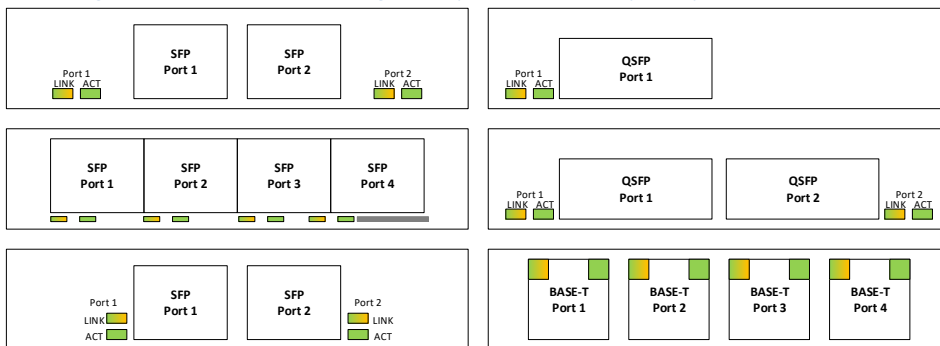 SFP
Port 1
SFP
Port 2
Port 1
LINK ACT
Port 2
LINK ACT
QSFP
Port 1
Port 1
LINK ACT
SFP
Port 1
SFP
Port 2
SFP
Port 3
SFP
Port 4
QSFP
Port 1
QSFP
Port 2
Port 1
LINK ACT
Port 2
LINK ACT
Port 1
LINK
ACT
SFP
Port 1
SFP
Port 2
Port 2
LINK
ACT
BASE-T
Port 1
BASE-T
Port 2
BASE-T
Port 3
BASE-T
Port 4